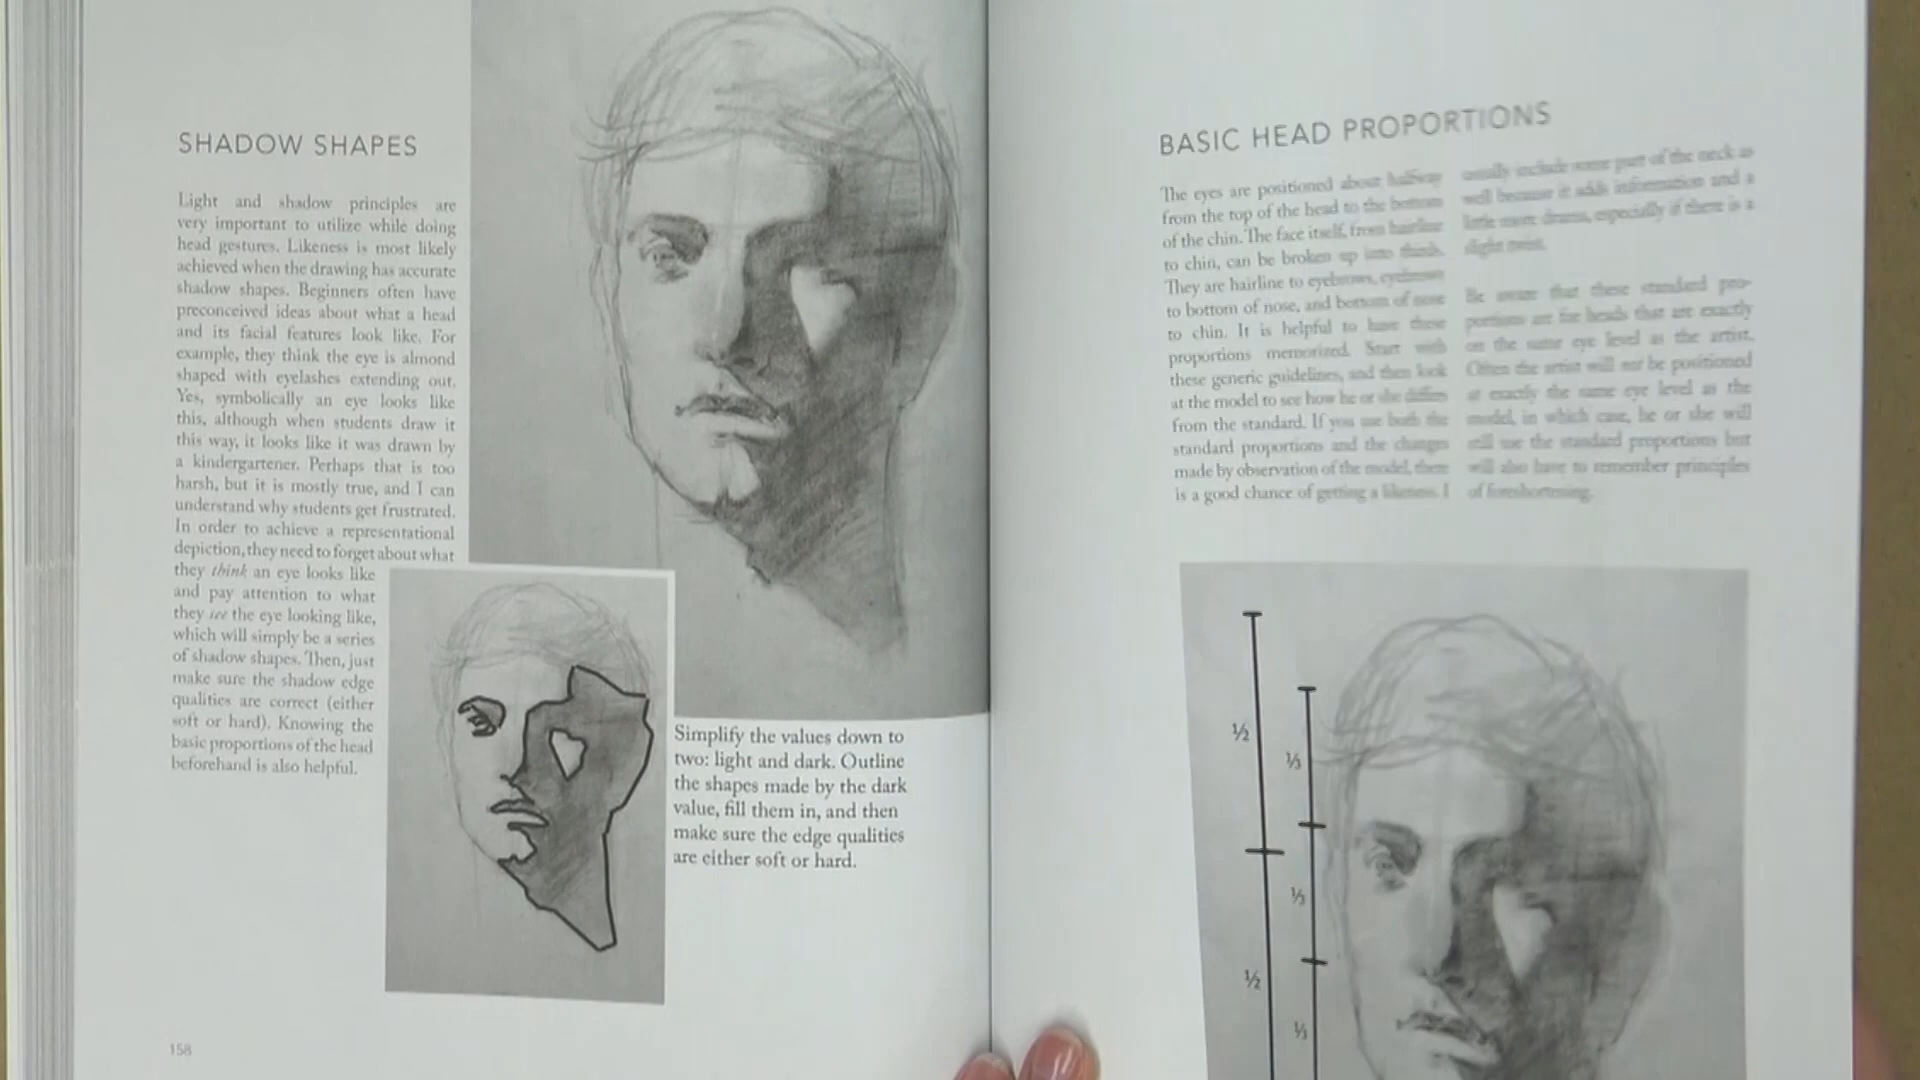 SHADOW SHAPES
Light and shadow principles are
very important to utilize while doing
head gestures. Likeness is most likely
achieved when the drawing has accurate
shadow shapes. Beginners often have
preconceived ideas about what a head
and its facial features look like. For
example, they think the eye is almond
shaped with eyelashes extending out.
Yes, symbolically an eye looks like
this, although when students draw it
this way, it looks like it was drawn by
a kindergartener. Perhaps that is too
harsh, but it is mostly true, and I can
understand why students get frustrated.
In order to achieve a representational
depiction, they need to forget about what
they think an eye looks like
and pay attention to what
they see the eye looking like,
which will simply be a series
of shadow shapes. Then, just
make sure the shadow edge
qualities are correct (either
soft or hard). Knowing the
basic proportions of the head
beforehand is also helpful.
Simplify the values down to
two: light and dark. Outline
the shapes made by the dark
value, fill them in, and then
make sure the edge qualities
are either soft or hard.
158
BASIC HEAD PROPORTIONS
The eyes are positioned about halfway
from the top of the head to the bottom
of the chin. The face itself, from hairline
to chin, can be broken up into thirds.
They are hairline to eyebrows, eyebrows
to bottom of nose, and bottom of nose
to chin. It is helpful to have these
proportions memorized. Start with
these generic guidelines, and then look
at the model to see how he or she differs
from the standard. If you use both the
standard proportions and the changes
made by observation of the model, there
is a good chance of getting a likeness. I
usually include some part of the neck as
well because it adds information and a
little more drama, especially if there is a
slight twist.
Be aware that these standard pro-
portions are for heads that are exactly
on the same eye level as the artist.
Often the artist will not be positioned
at exactly the same eye level as the
model, in which case, he or she will
still use the standard proportions but
will also have to remember principles
of foreshortening.
½
⅓
⅓
½
⅓